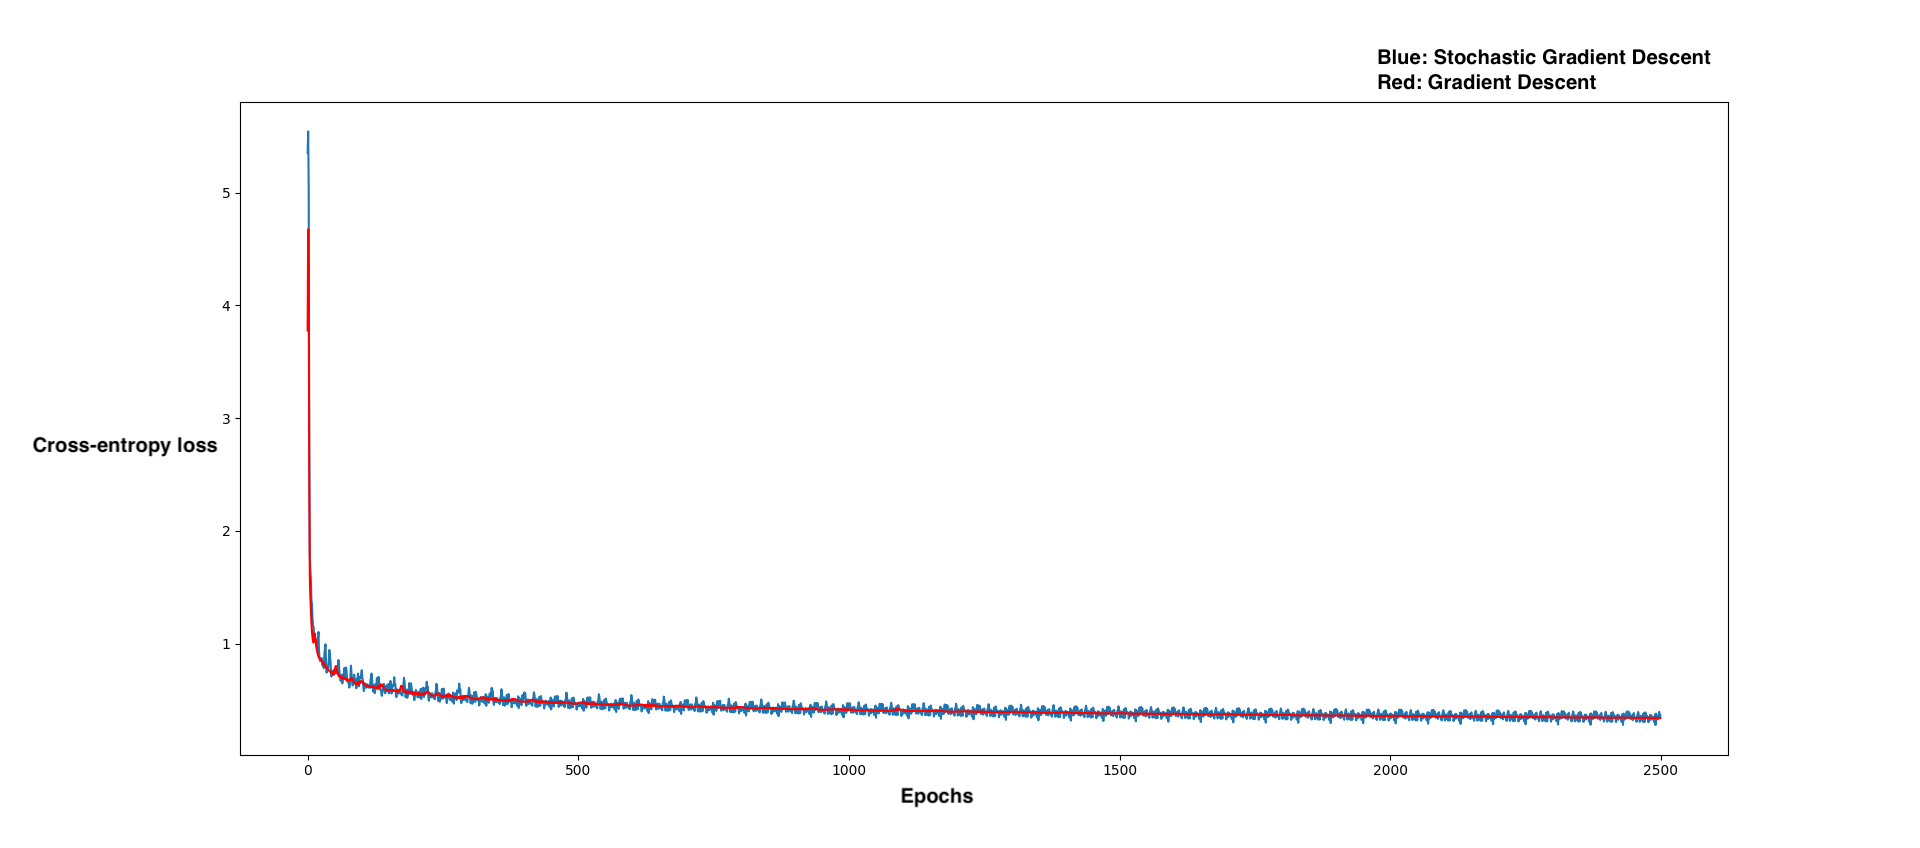 Blue: Stochastic Gradient Descent
Red: Gradient Descent
5
4
3
Cross-entropy loss
2
1
0 500 1000 1500 2000 2500
Epochs